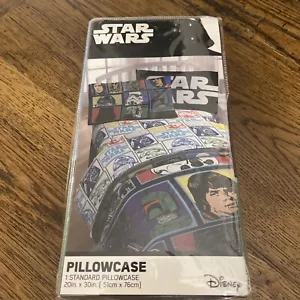 STAR
WARS
STAR
WARS
PILLOWCASE
1 STANDARD PILLOWCASE
20in. x 30in. [ 51cm x 76cm]
Disney